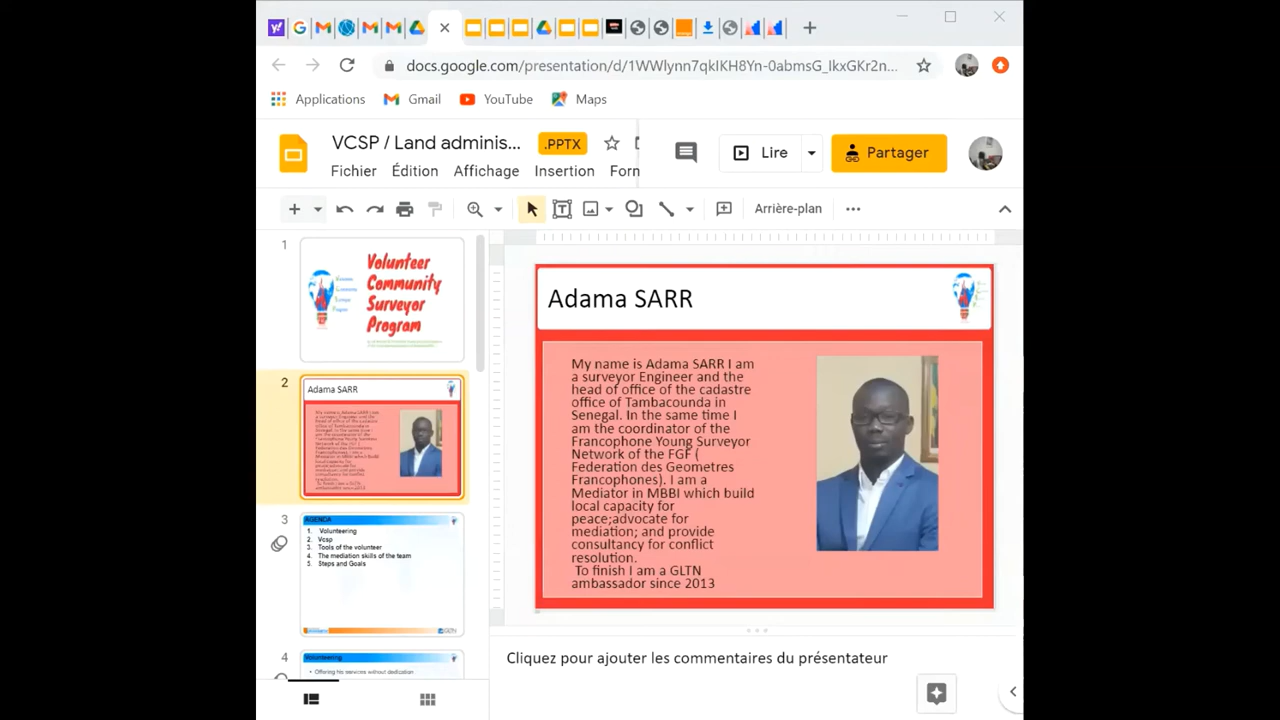 docs.google.com/presentation/d/1WWlynn7qkIKH8Yn-0abmsG_IkxGKr2n...
Applications Gmail YouTube Maps
VCSP / Land adminis... .PPTX
Lire Partager
Fichier Édition Affichage Insertion Forn
Arrière-plan
1
Volunteer
Community
Surveyor
Program
2
Adama SARR
3
AGENDA
1. Volunteering
2. Vcsp
3. Tools of the volunteer
4. The mediation skills of the team
5. Steps and Goals
GLTN
4
Volunteering
• Offering his services without dedication
Adama SARR
My name is Adama SARR I am
a surveyor Engineer and the
head of office of the cadastre
office of Tambacounda in
Senegal. In the same time I
am the coordinator of the
Francophone Young Surveyor
Network of the FGF (
Federation des Geometres
Francophones). I am a
Mediator in MBBI which build
local capacity for
peace;advocate for
mediation; and provide
consultancy for conflict
resolution.
To finish I am a GLTN
ambassador since 2013
Cliquez pour ajouter les commentaires du présentateur